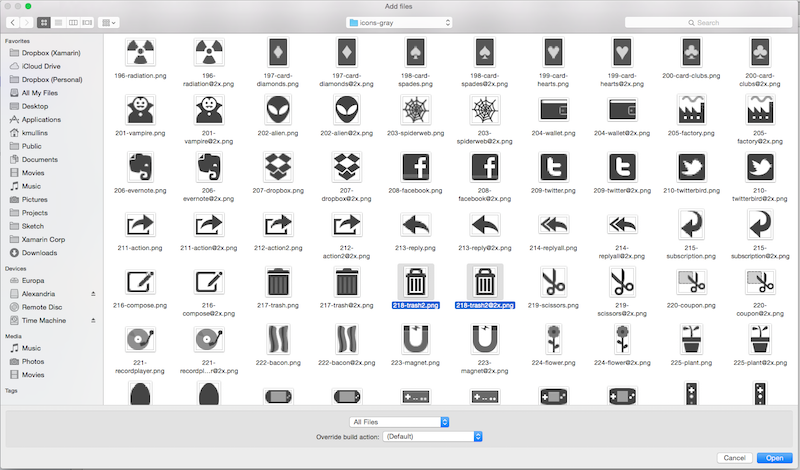 Add files
icons-gray
Search
Favorites
Dropbox (Xamarin)
iCloud Drive
Dropbox (Personal)
All My Files
Desktop
Applications
kmullins
Public
Documents
Movies
Music
Pictures
Projects
Sketch
Xamarin Corp
Downloads
Devices
Europa
Alexandria
Remote Disc
Time Machine
Media
Music
Photos
Movies
Tags
196-radiation.png
196-
radiation@2x.png
197-card-
diamonds.png
197-card-
diamonds@2x.png
198-card-
spades.png
198-card-
spades@2x.png
199-card-
hearts.png
199-card-
hearts@2x.png
200-card-clubs.png
200-card-
clubs@2x.png
201-vampire.png
201-
vampire@2x.png
202-alien.png
202-alien@2x.png
203-spiderweb.png
203-
spiderweb@2x.png
204-wallet.png
204-wallet@2x.png
205-factory.png
205-
factory@2x.png
206-evernote.png
206-
evernote@2x.png
207-dropbox.png
207-
dropbox@2x.png
208-facebook.png
208-
facebook@2x.png
209-twitter.png
209-twitter@2x.png
210-twitterbird.png
210-
twitterbird@2x.png
211-action.png
211-action@2x.png
212-action2.png
212-
action2@2x.png
213-reply.png
213-reply@2x.png
214-replyall.png
214-
replyall@2x.png
215-
subscription.png
215-
subscription@2x.png
216-compose.png
216-
compose@2x.png
217-trash.png
217-trash@2x.png
218-trash2.png
218-trash2@2x.png
219-scissors.png
219-
scissors@2x.png
220-coupon.png
220-
coupon@2x.png
221-
recordplayer.png
221-
recordpl...r@2x.png
222-bacon.png
222-bacon@2x.png
223-magnet.png
223-
magnet@2x.png
224-flower.png
224-flower@2x.png
225-plant.png
225-plant@2x.png
All Files
Override build action: (Default)
Cancel
Open